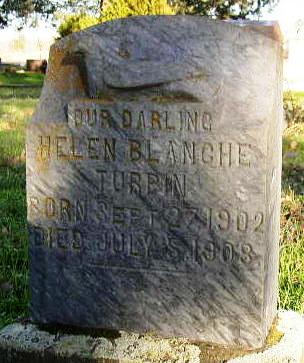 OUR DARLING
HELEN BLANCHE
TURPIN
BORN SEPT 27 1902
DIED JULY 5, 1903